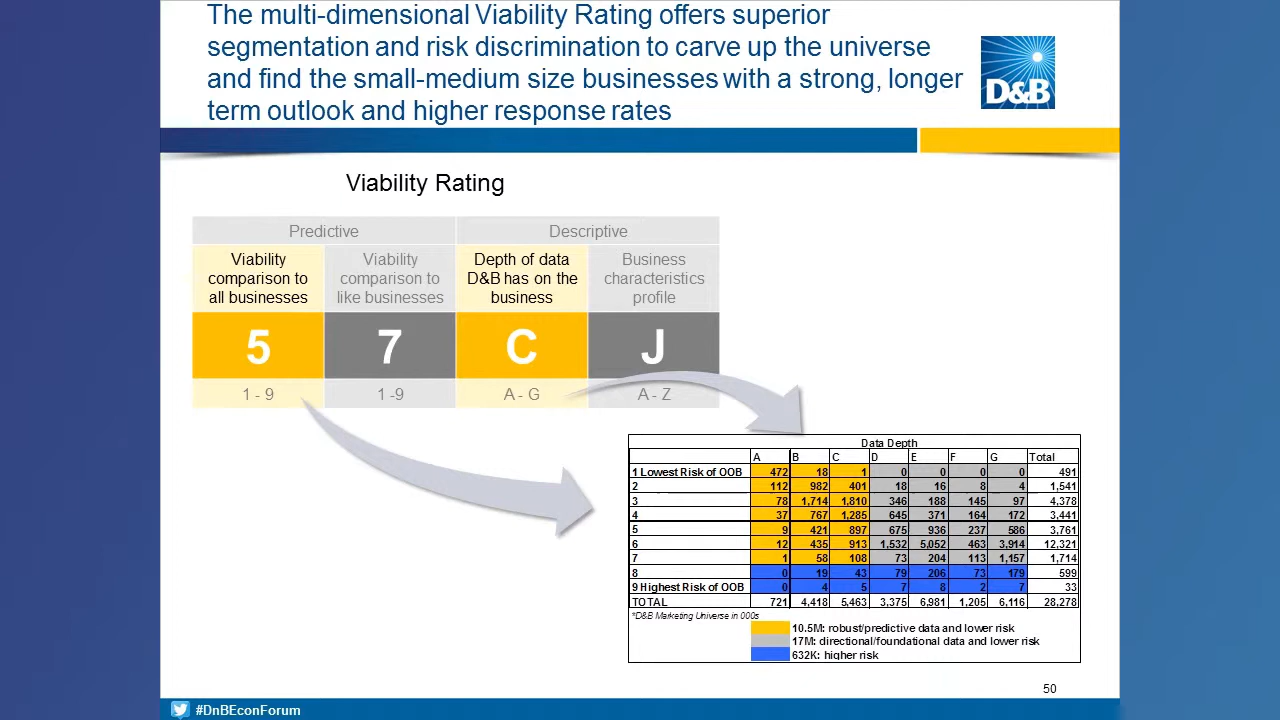 The multi-dimensional Viability Rating offers superior
segmentation and risk discrimination to carve up the universe
and find the small-medium size businesses with a strong, longer
term outlook and higher response rates
D&B
Viability Rating
Predictive Descriptive
Viability comparison to all businesses
Viability comparison to like businesses
Depth of data D&B has on the business
Business characteristics profile
5 7 C J
1 - 9 1 -9 A - G A - Z
Data Depth
A B C D E F G Total
1 Lowest Risk of OOB 472 18 1 0 0 0 0 491
2 112 982 401 18 16 8 4 1,541
3 78 1,714 1,810 346 188 145 97 4,378
4 37 767 1,285 645 371 164 172 3,441
5 9 421 897 675 936 237 586 3,761
6 12 435 913 1,532 5,052 463 3,914 12,321
7 1 58 108 73 204 113 1,157 1,714
8 0 19 43 79 206 73 179 599
9 Highest Risk of OOB 0 4 5 7 8 2 7 33
TOTAL 721 4,418 5,463 3,375 6,981 1,205 6,116 28,278
*D&B Marketing Universe in 000s
10.5M: robust/predictive data and lower risk
17M: directional/foundational data and lower risk
632K: higher risk
50
#DnBEconForum